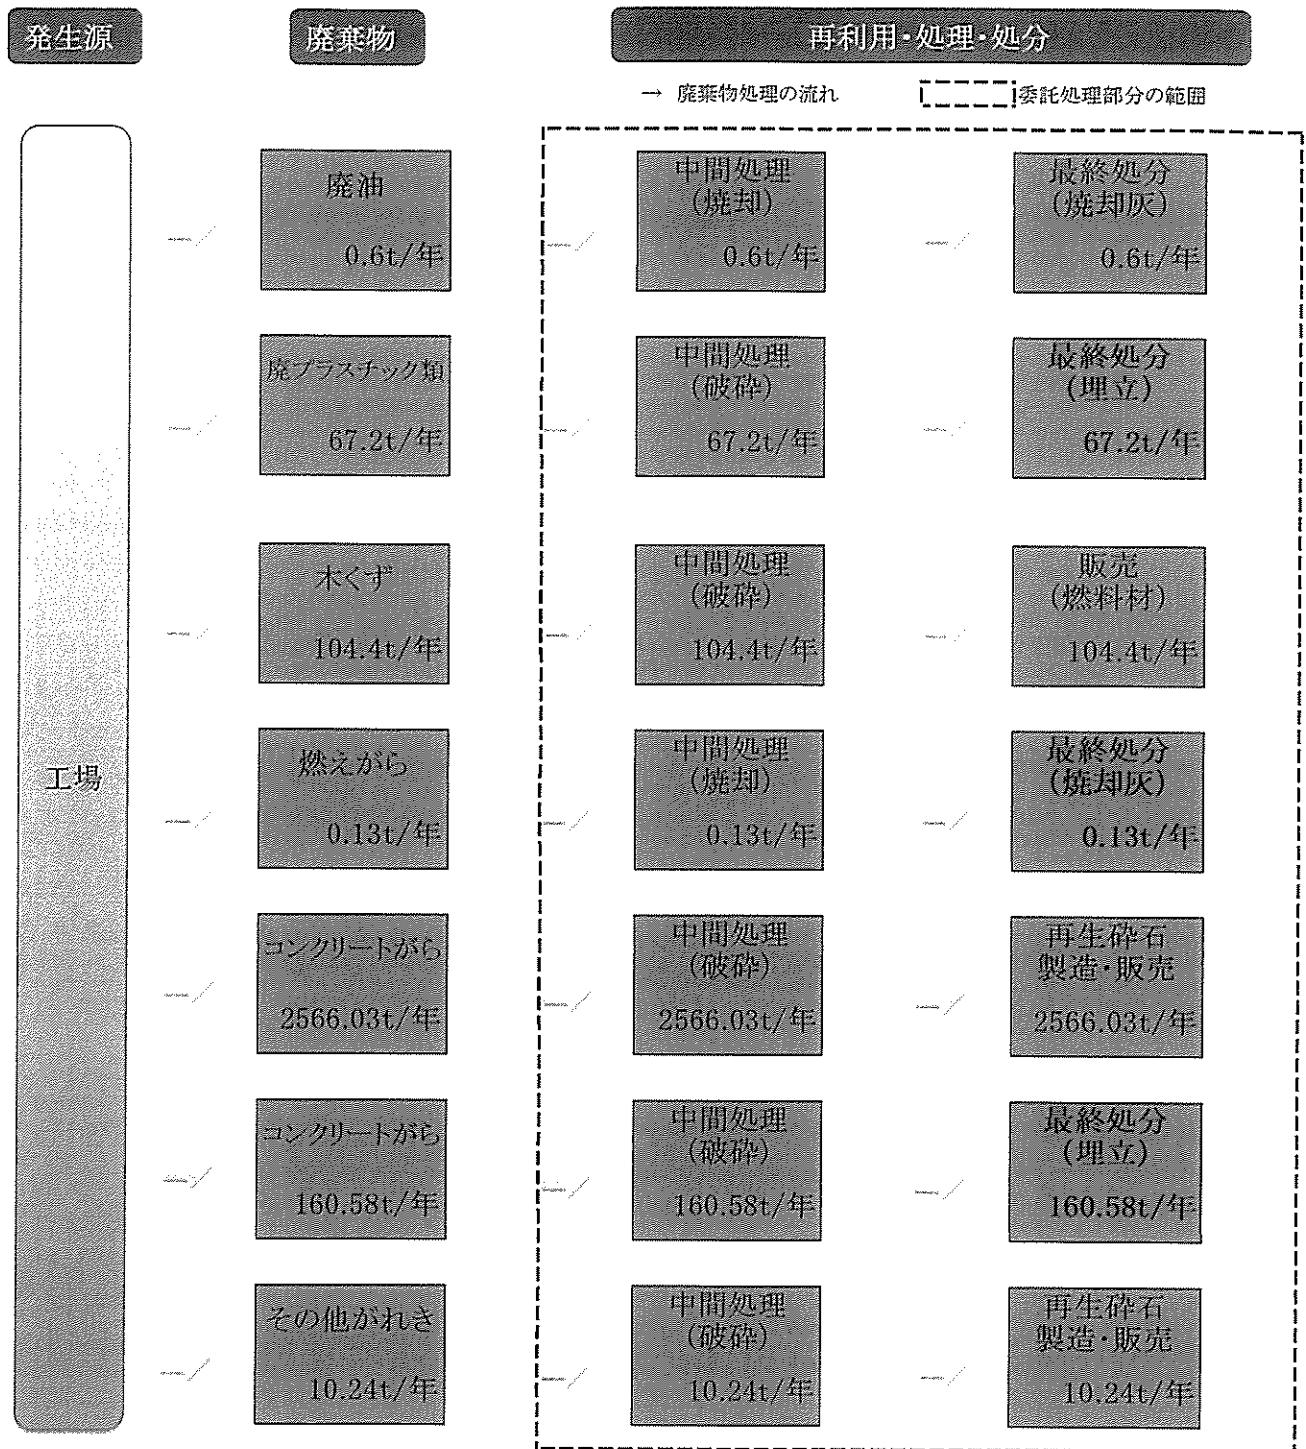 発生源
廃棄物
再利用・処理・処分
→ 廃棄物処理の流れ
委託処理部分の範囲
工場
廃油
0.6t/年
中間処理
(焼却)
0.6t/年
最終処分
(焼却灰)
0.6t/年
廃プラスチック類
67.2t/年
中間処理
(破砕)
67.2t/年
最終処分
(埋立)
67.2t/年
木くず
104.4t/年
中間処理
(破砕)
104.4t/年
販売
(燃料材)
104.4t/年
燃えがら
0.13t/年
中間処理
(焼却)
0.13t/年
最終処分
(焼却灰)
0.13t/年
コンクリートがら
2566.03t/年
中間処理
(破砕)
2566.03t/年
再生砕石
製造・販売
2566.03t/年
コンクリートがら
160.58t/年
中間処理
(破砕)
160.58t/年
最終処分
(埋立)
160.58t/年
その他がれき
10.24t/年
中間処理
(破砕)
10.24t/年
再生砕石
製造・販売
10.24t/年